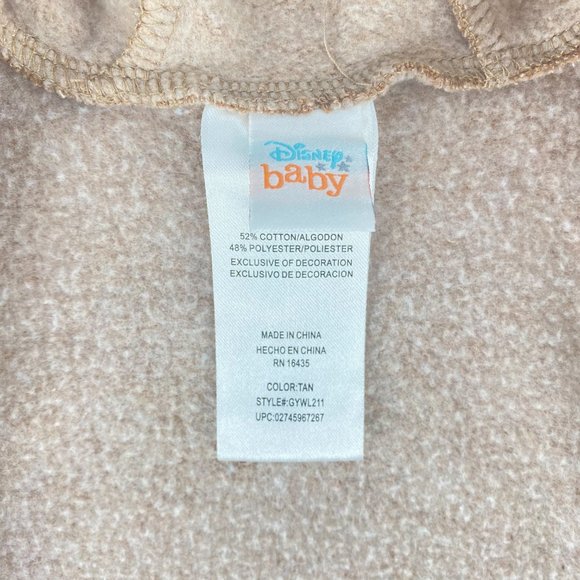 Disney
baby
52% COTTON/ALGODON
48% POLYESTER/POLIESTER
EXCLUSIVE OF DECORATION
EXCLUSIVO DE DECORACION
MADE IN CHINA
HECHO EN CHINA
RN 16435
COLOR:TAN
STYLE#:GYWL211
UPC:02745967267